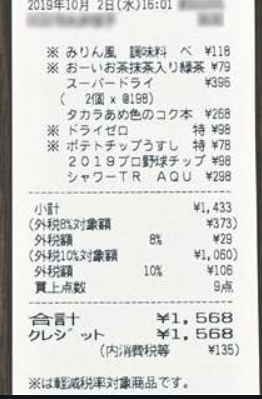 2019年10月 2日(水)16:01
※ みりん風 調味料 ペ ¥118
※ おーいお茶抹茶入り緑茶 ¥79
スーパードライ ¥396
( 2個 x @198)
タカラあめ色のコク本 ¥268
※ ドライゼロ 特 ¥98
※ ポテトチップうすし 特 ¥78
2019プロ野球チップ ¥98
シャワーTR AQU ¥298
小計 ¥1,433
(外税8%対象額 ¥373)
外税額 8% ¥29
(外税10%対象額 ¥1,060)
外税額 10% ¥106
買上点数 9点
合計 ¥1,568
クレジット ¥1,568
(内消費税等 ¥135)
※は軽減税率対象商品です。